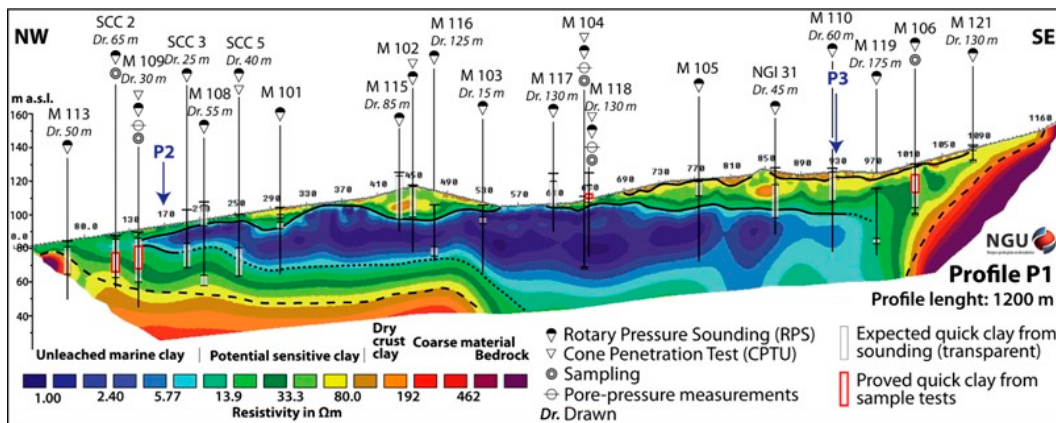 NW
SE
SCC 2
Dr. 65 m
M 109
Dr. 30 m
SCC 3
Dr. 25 m
M 108
Dr. 55 m
SCC 5
Dr. 40 m
M 101
M 102
M 115
Dr. 85 m
M 116
Dr. 125 m
M 103
Dr. 15 m
M 117
Dr. 130 m
M 104
M 118
Dr. 130 m
M 105
NGI 31
Dr. 45 m
M 110
Dr. 60 m
M 119
Dr. 175 m
M 106
M 121
Dr. 130 m
M 113
Dr. 50 m
P2
P3
m a.s.l.
160
140
120
100
80
60
40
80.0
130
170
250
290
330
370
410
450
490
530
570
690
730
770
810
850
890
930
970
1010
1050
1090
1160
NGU
Profile P1
Profile lenght: 1200 m
Unleached marine clay
Potential sensitive clay
Dry
crust
clay
Coarse material
Bedrock
1.00 2.40 5.77 13.9 33.3 80.0 192 462
Resistivity in Ωm
Rotary Pressure Sounding (RPS)
Cone Penetration Test (CPTU)
Sampling
Pore-pressure measurements
Dr. Drawn
Expected quick clay from
sounding (transparent)
Proved quick clay from
sample tests